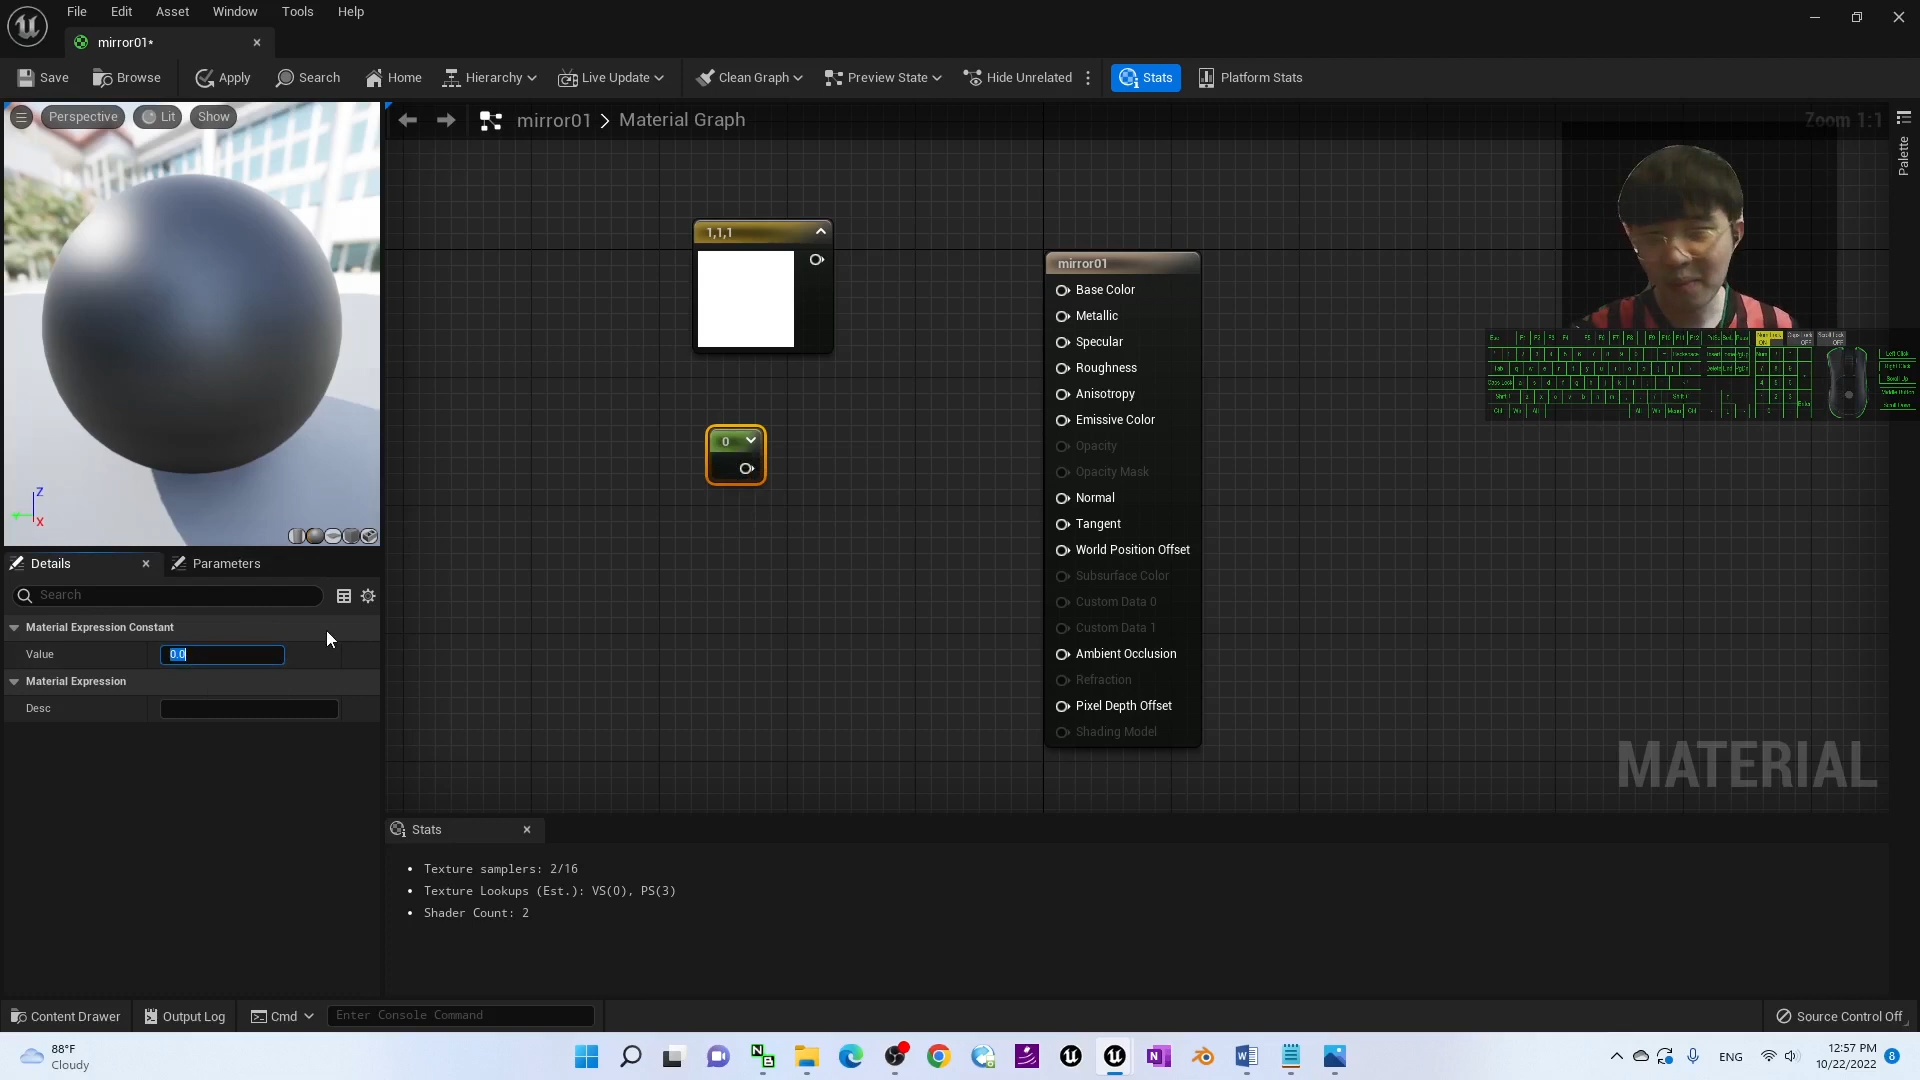 File Edit Asset Window Tools Help
mirror01*
Save Browse Apply Search Home Hierarchy Live Update Clean Graph Preview State Hide Unrelated Stats Platform Stats
Perspective Lit Show
mirror01 > Material Graph
Zoom 1:1
Palette
1,1,1
mirror01
Base Color
Metallic
Specular
Roughness
Anisotropy
Emissive Color
Opacity
Opacity Mask
Normal
Tangent
World Position Offset
Subsurface Color
Custom Data 0
Custom Data 1
Ambient Occlusion
Refraction
Pixel Depth Offset
Shading Model
0
Z
Y
X
Details Parameters
Search
Material Expression Constant
Value 0.0
Material Expression
Desc
MATERIAL
Stats
• Texture samplers: 2/16
• Texture Lookups (Est.): VS(0), PS(3)
• Shader Count: 2
Content Drawer Output Log Cmd Enter Console Command Source Control Off
88°F
Cloudy
ENG
12:57 PM
10/22/2022
8